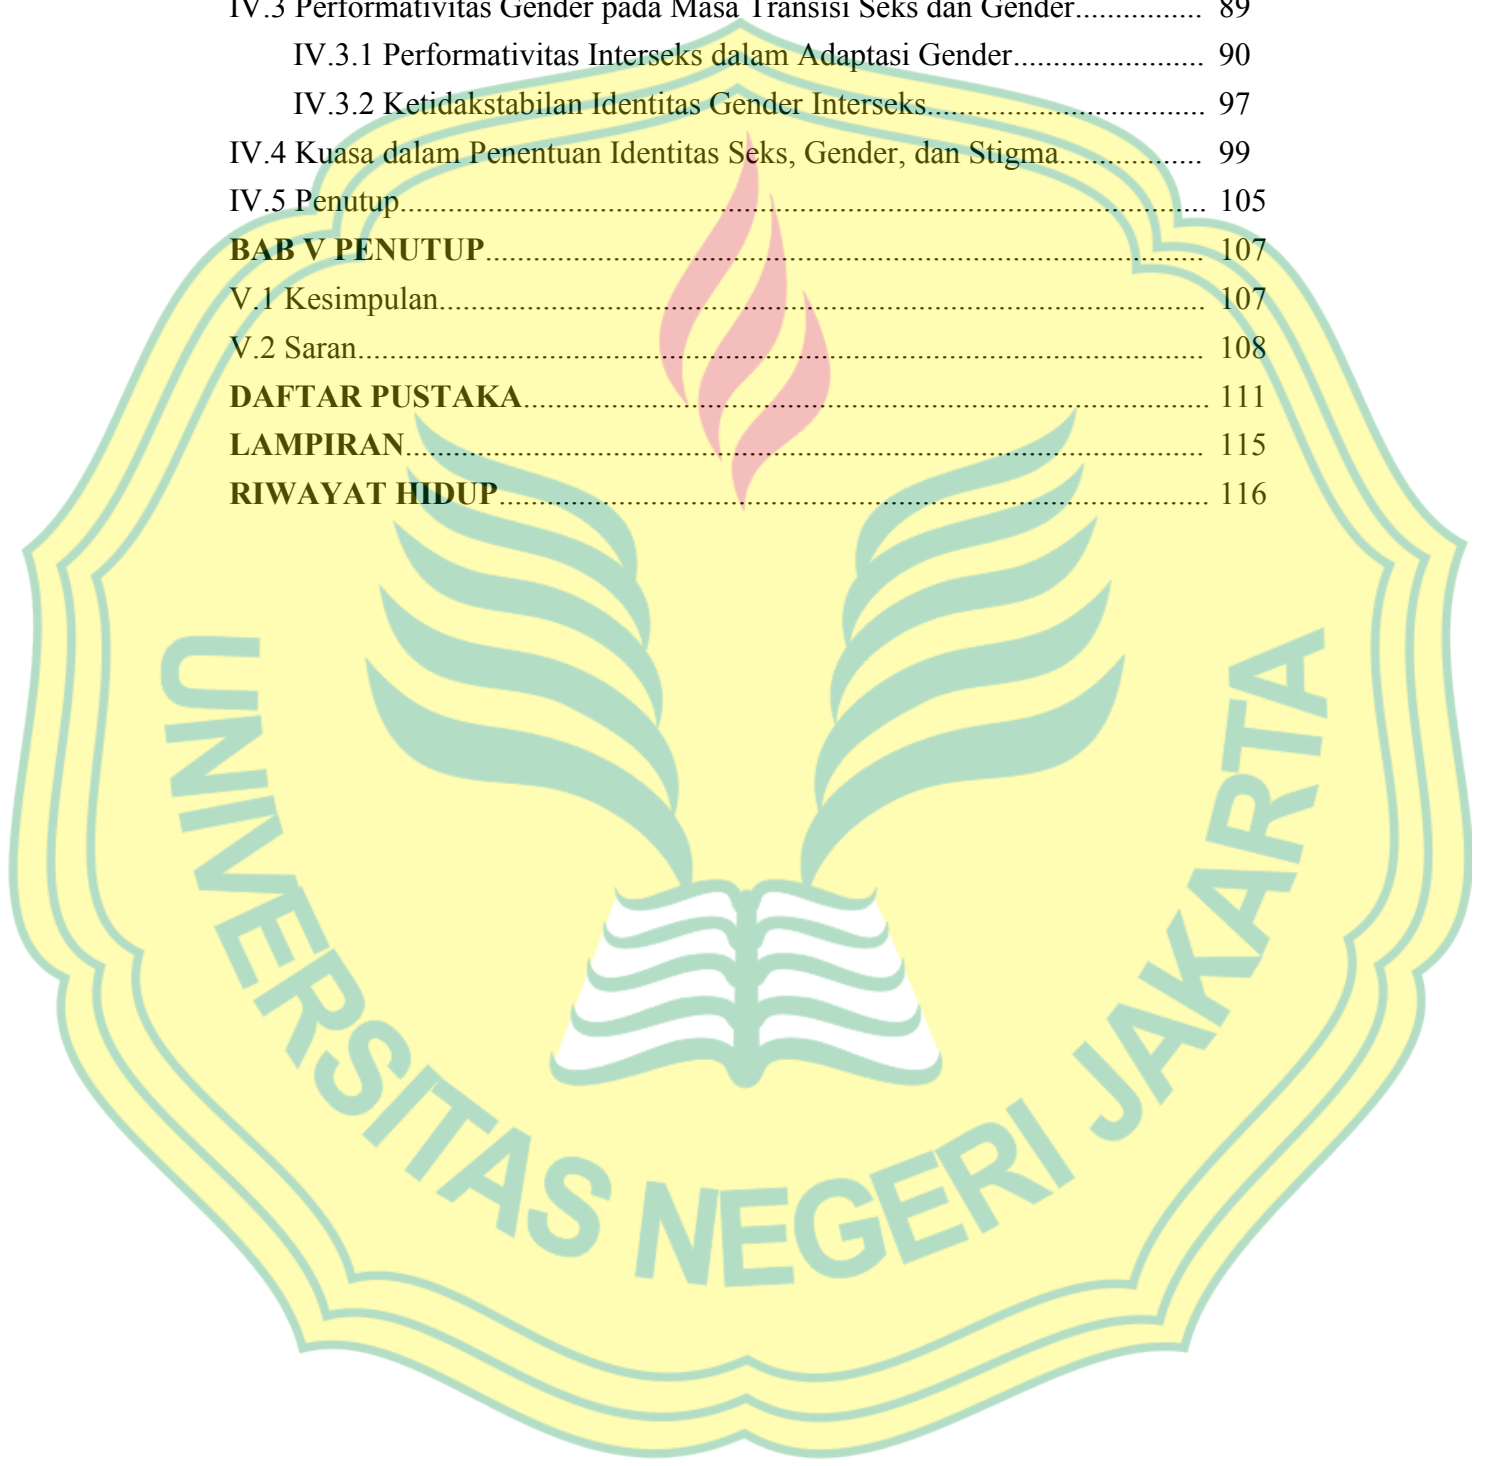 IV.3 Performativitas Gender pada Masa Transisi Seks dan Gender................ 89
IV.3.1 Performativitas Interseks dalam Adaptasi Gender........................ 90
IV.3.2 Ketidakstabilan Identitas Gender Interseks................................... 97
IV.4 Kuasa dalam Penentuan Identitas Seks, Gender, dan Stigma.................. 99
IV.5 Penutup...................................................................................................... 105
BAB V PENUTUP........................................................................................... 107
V.1 Kesimpulan................................................................................................. 107
V.2 Saran........................................................................................................... 108
DAFTAR PUSTAKA....................................................................................... 111
LAMPIRAN..................................................................................................... 115
RIWAYAT HIDUP.......................................................................................... 116
UNIVERSITAS NEGERI JAKARTA